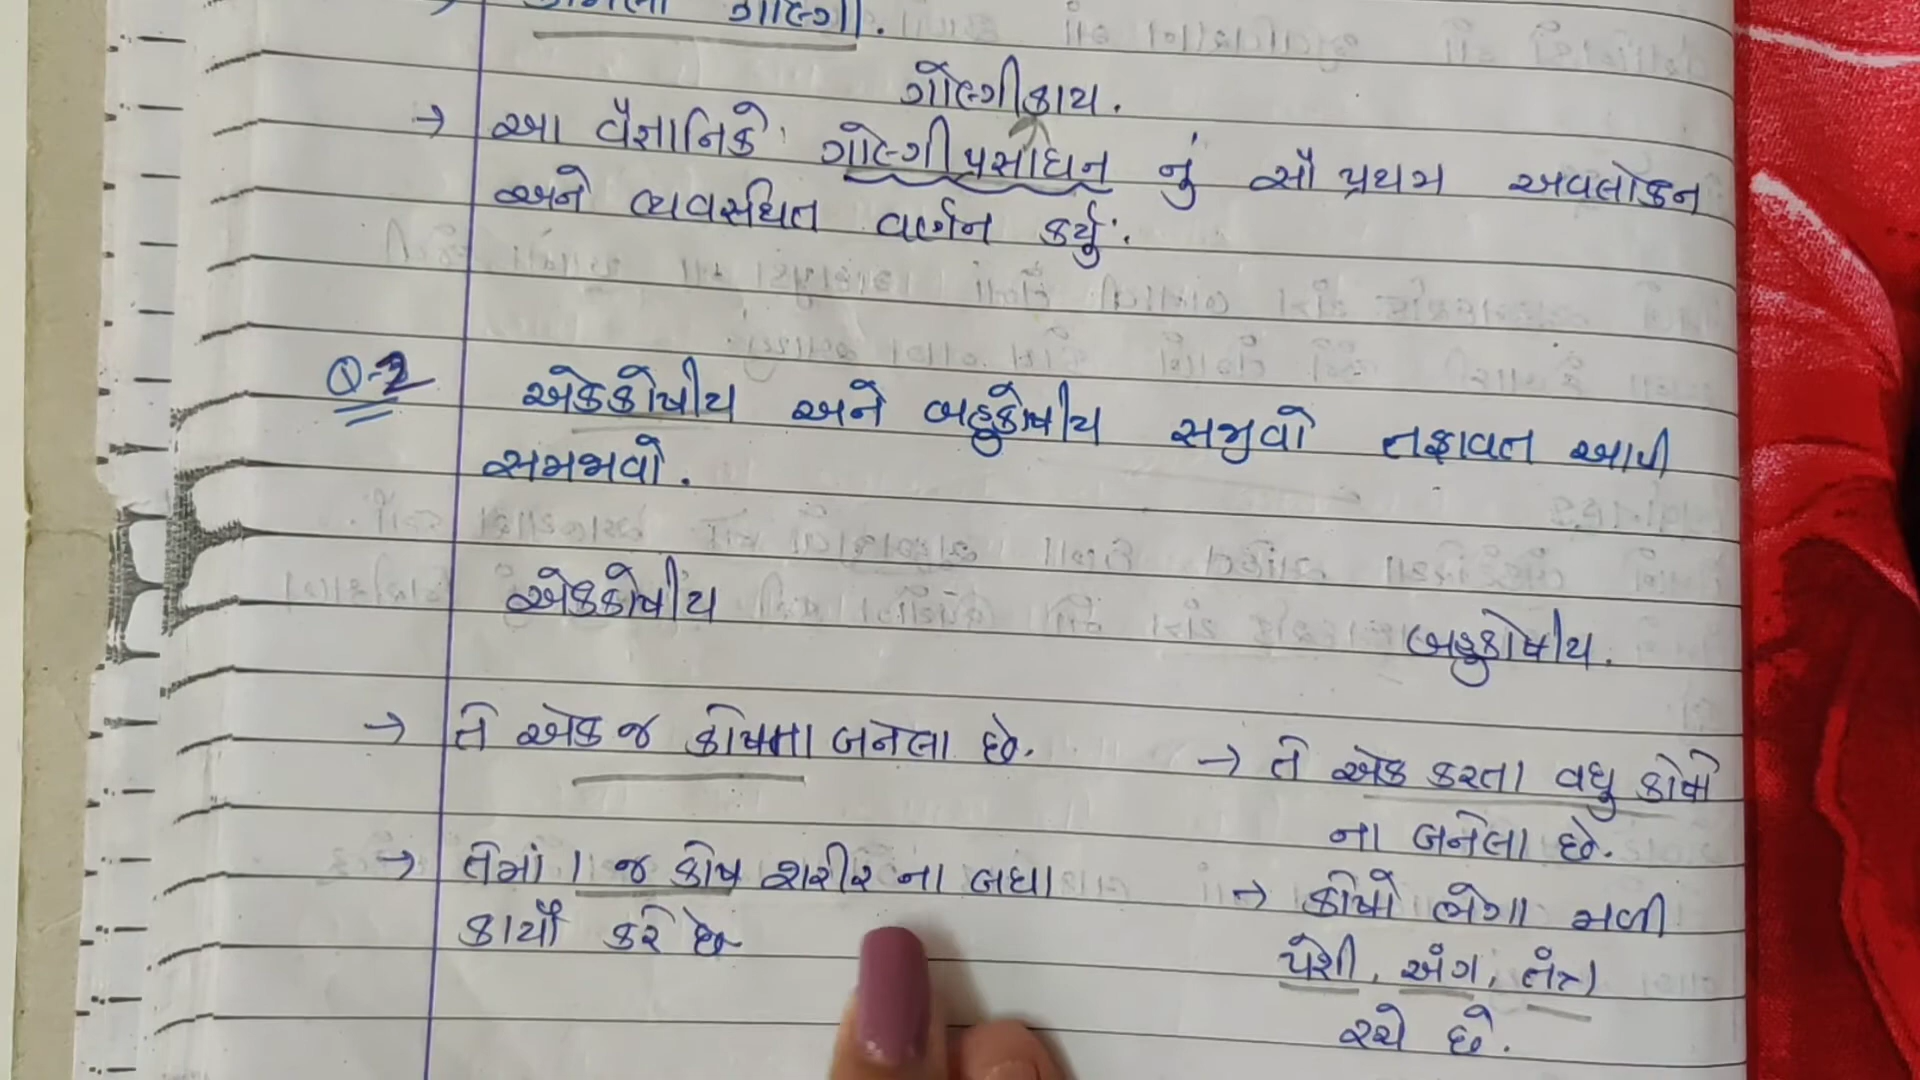 ગોલ્ગી.
ગોલ્ગીકાય.
→ આ વૈજ્ઞાનિકે ગોલ્ગીપ્રસાધન નું સૌ પ્રથમ અવલોકન
અને વ્યવસ્થિત વર્ણન કર્યું.
Q-2 એકકોષીય અને બહુકોષીય સજીવો તફાવત આપી
સમજાવો.
એકકોષીય
બહુકોષીય.
→ તે એક જ કોષના બનેલા છે.
→ તેમાં 1 જ કોષ શરીર ના બધા
કાર્યો કરે છે
→ તે એક કરતા વધુ કોષો
ના બનેલા છે.
→ કોષો ભેગા મળી
પેશી, અંગ, તંત્ર
રચે છે.